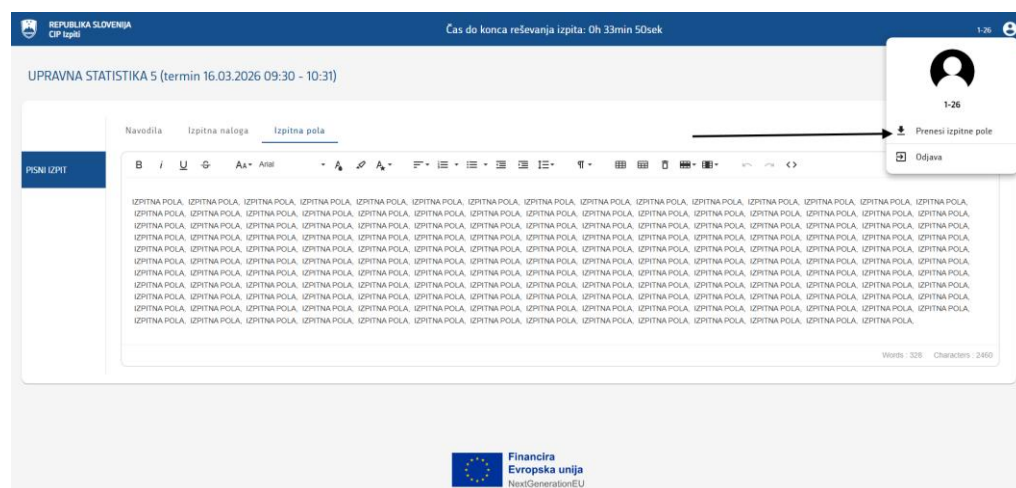 REPUBLIKA SLOVENIJA
CIP Izpiti
Čas do konca reševanja izpita: 0h 33min 50sek
1-26
UPRAVNA STATISTIKA 5 (termin 16.03.2026 09:30 - 10:31)
1-26
Prenesi izpitne pole
Odjava
Navodila Izpitna naloga Izpitna pola
PISNI IZPIT
Arial
IZPITNA POLA, IZPITNA POLA, IZPITNA POLA, IZPITNA POLA, IZPITNA POLA, IZPITNA POLA, IZPITNA POLA, IZPITNA POLA, IZPITNA POLA, IZPITNA POLA, IZPITNA POLA, IZPITNA POLA, IZPITNA POLA, IZPITNA POLA, IZPITNA POLA,
IZPITNA POLA, IZPITNA POLA, IZPITNA POLA, IZPITNA POLA, IZPITNA POLA, IZPITNA POLA, IZPITNA POLA, IZPITNA POLA, IZPITNA POLA, IZPITNA POLA, IZPITNA POLA, IZPITNA POLA, IZPITNA POLA, IZPITNA POLA, IZPITNA POLA,
IZPITNA POLA, IZPITNA POLA, IZPITNA POLA, IZPITNA POLA, IZPITNA POLA, IZPITNA POLA, IZPITNA POLA, IZPITNA POLA, IZPITNA POLA, IZPITNA POLA, IZPITNA POLA, IZPITNA POLA, IZPITNA POLA, IZPITNA POLA, IZPITNA POLA,
IZPITNA POLA, IZPITNA POLA, IZPITNA POLA, IZPITNA POLA, IZPITNA POLA, IZPITNA POLA, IZPITNA POLA, IZPITNA POLA, IZPITNA POLA, IZPITNA POLA, IZPITNA POLA, IZPITNA POLA, IZPITNA POLA, IZPITNA POLA, IZPITNA POLA,
IZPITNA POLA, IZPITNA POLA, IZPITNA POLA, IZPITNA POLA, IZPITNA POLA, IZPITNA POLA, IZPITNA POLA, IZPITNA POLA, IZPITNA POLA, IZPITNA POLA, IZPITNA POLA, IZPITNA POLA, IZPITNA POLA, IZPITNA POLA, IZPITNA POLA,
IZPITNA POLA, IZPITNA POLA, IZPITNA POLA, IZPITNA POLA, IZPITNA POLA, IZPITNA POLA, IZPITNA POLA, IZPITNA POLA, IZPITNA POLA, IZPITNA POLA, IZPITNA POLA, IZPITNA POLA, IZPITNA POLA, IZPITNA POLA, IZPITNA POLA,
IZPITNA POLA, IZPITNA POLA, IZPITNA POLA, IZPITNA POLA, IZPITNA POLA, IZPITNA POLA, IZPITNA POLA, IZPITNA POLA, IZPITNA POLA, IZPITNA POLA, IZPITNA POLA, IZPITNA POLA, IZPITNA POLA, IZPITNA POLA, IZPITNA POLA,
IZPITNA POLA, IZPITNA POLA, IZPITNA POLA, IZPITNA POLA, IZPITNA POLA, IZPITNA POLA, IZPITNA POLA, IZPITNA POLA, IZPITNA POLA, IZPITNA POLA, IZPITNA POLA, IZPITNA POLA, IZPITNA POLA, IZPITNA POLA, IZPITNA POLA,
IZPITNA POLA, IZPITNA POLA, IZPITNA POLA, IZPITNA POLA, IZPITNA POLA, IZPITNA POLA, IZPITNA POLA, IZPITNA POLA, IZPITNA POLA, IZPITNA POLA, IZPITNA POLA, IZPITNA POLA, IZPITNA POLA, IZPITNA POLA, IZPITNA POLA,
IZPITNA POLA, IZPITNA POLA, IZPITNA POLA, IZPITNA POLA, IZPITNA POLA, IZPITNA POLA, IZPITNA POLA, IZPITNA POLA, IZPITNA POLA, IZPITNA POLA, IZPITNA POLA, IZPITNA POLA, IZPITNA POLA, IZPITNA POLA, IZPITNA POLA,
IZPITNA POLA, IZPITNA POLA, IZPITNA POLA, IZPITNA POLA, IZPITNA POLA, IZPITNA POLA, IZPITNA POLA, IZPITNA POLA, IZPITNA POLA, IZPITNA POLA, IZPITNA POLA, IZPITNA POLA, IZPITNA POLA, IZPITNA POLA,
Words : 328 Characters : 2460
Financira
Evropska unija
NextGenerationEU